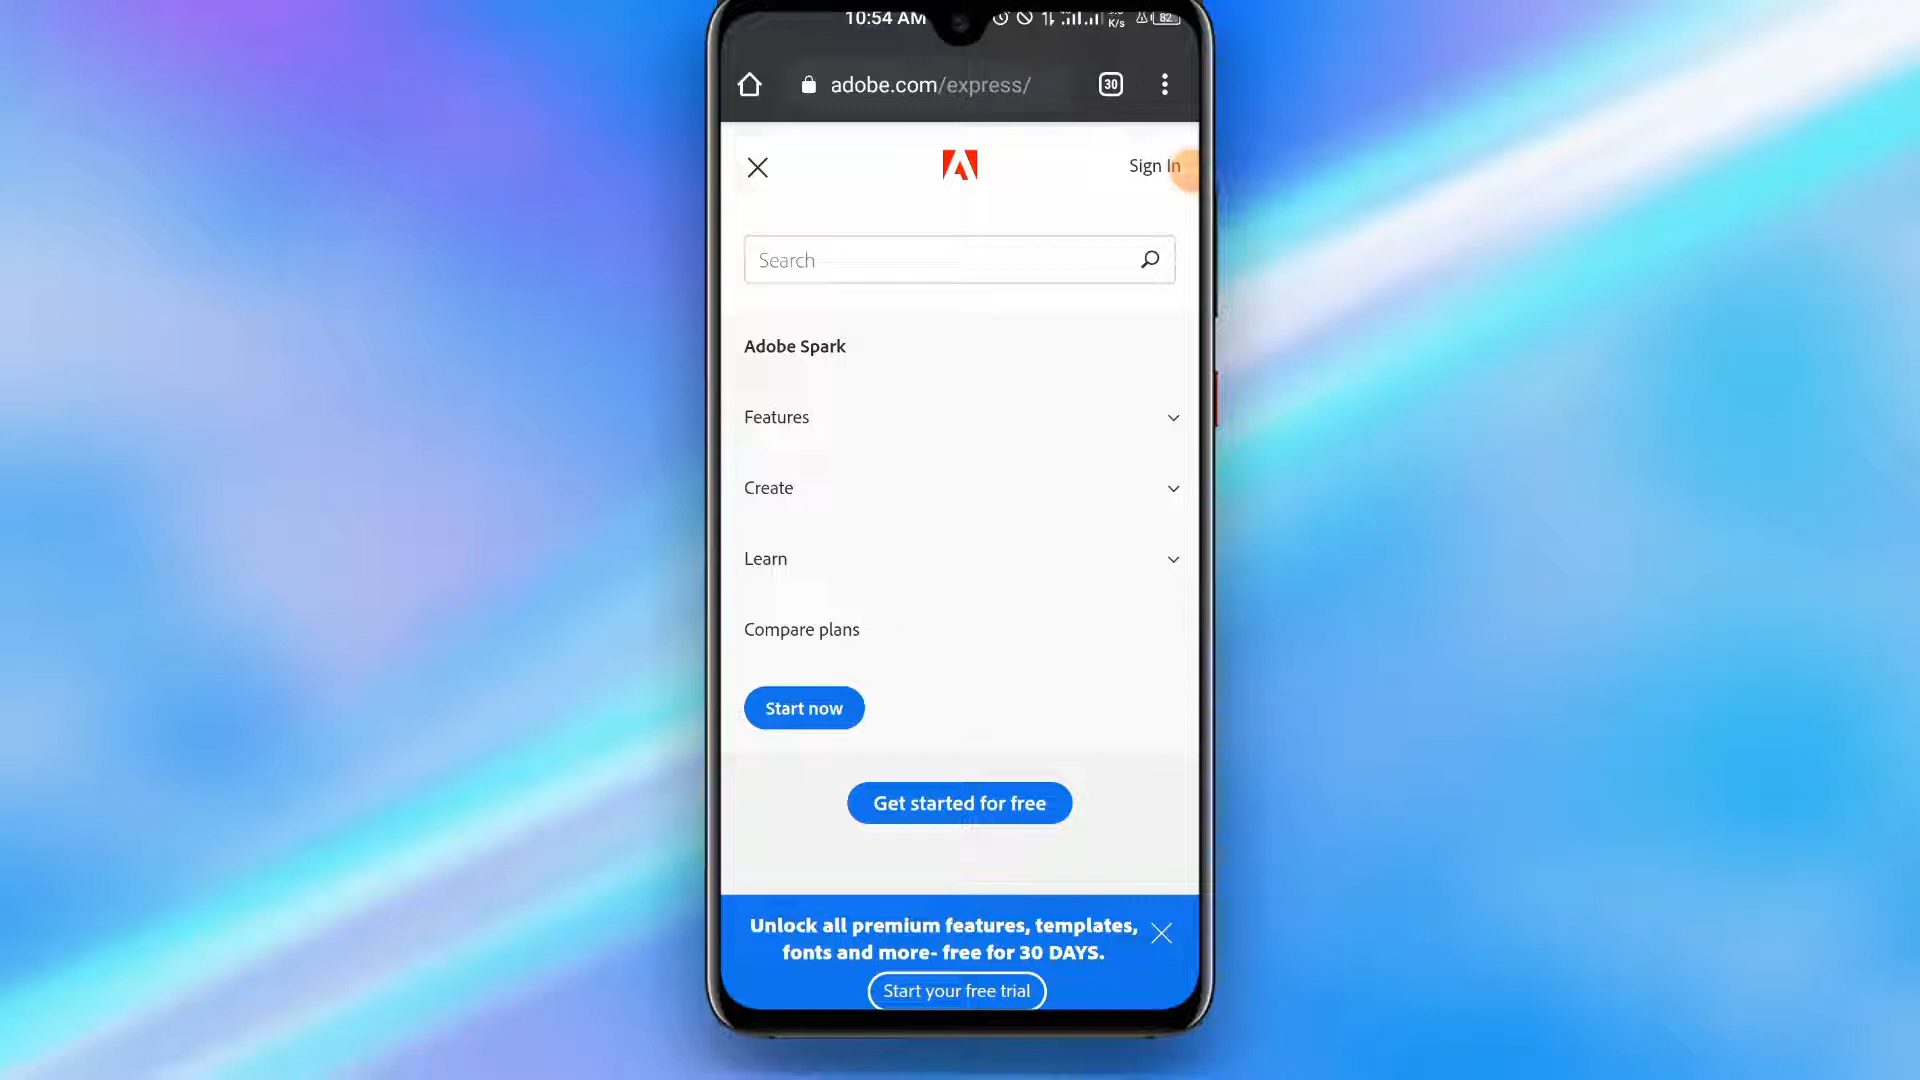 10:54 AM K/s 82
adobe.com/express/ 30
Sign In
Search
Adobe Spark
Features
Create
Learn
Compare plans
Start now
Get started for free
Unlock all premium features, templates,
fonts and more- free for 30 DAYS.
Start your free trial